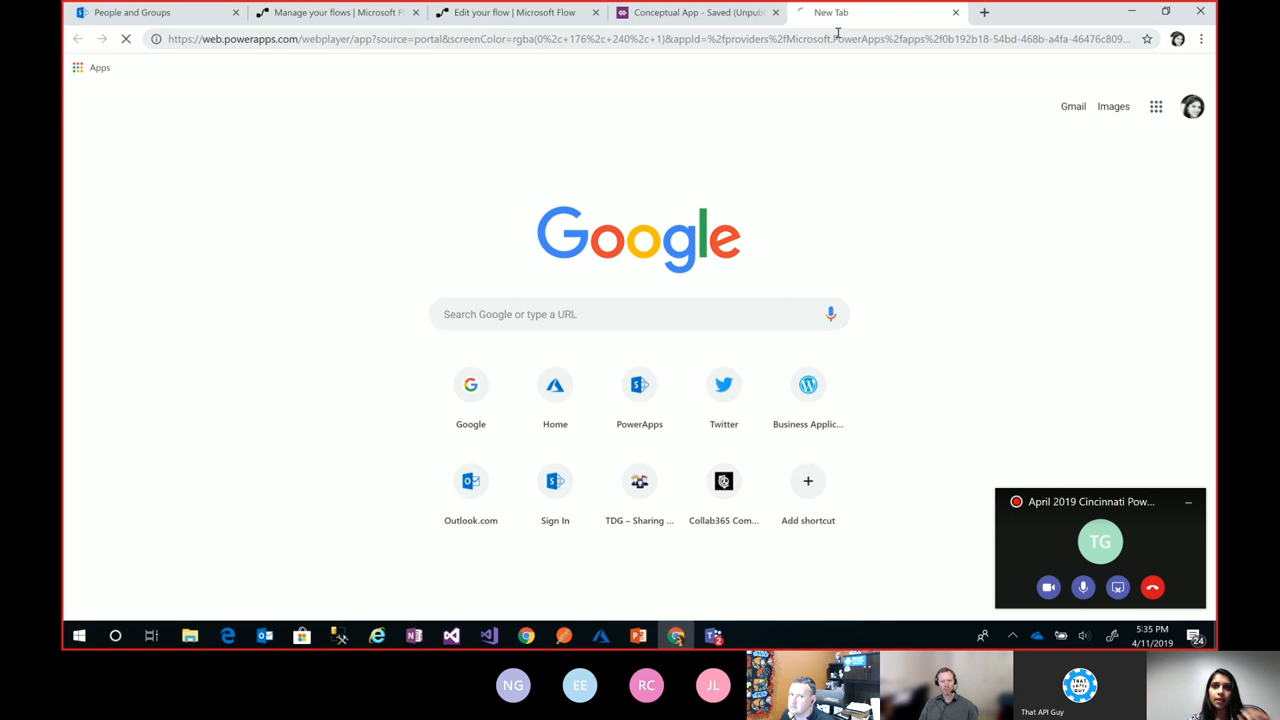 People and Groups
Manage your flows | Microsoft Fl
Edit your flow | Microsoft Flow
Conceptual App - Saved (Unpubl
New Tab
https://web.powerapps.com/webplayer/app?source=portal&screenColor=rgba(0%2c+176%2c+240%2c+1)&appId=%2fproviders%2fMicrosoft.PowerApps%2fapps%2f0b192b18-54bd-468b-a4fa-46476c809...
Apps
Gmail Images
Google
Search Google or type a URL
Google
Home
PowerApps
Twitter
Business Applic...
Outlook.com
Sign In
TDG – Sharing ...
Collab365 Com...
Add shortcut
April 2019 Cincinnati Pow...
TG
5:35 PM
4/11/2019
24
2
NG
EE
RC
JL
THAT
GUY
That API Guy